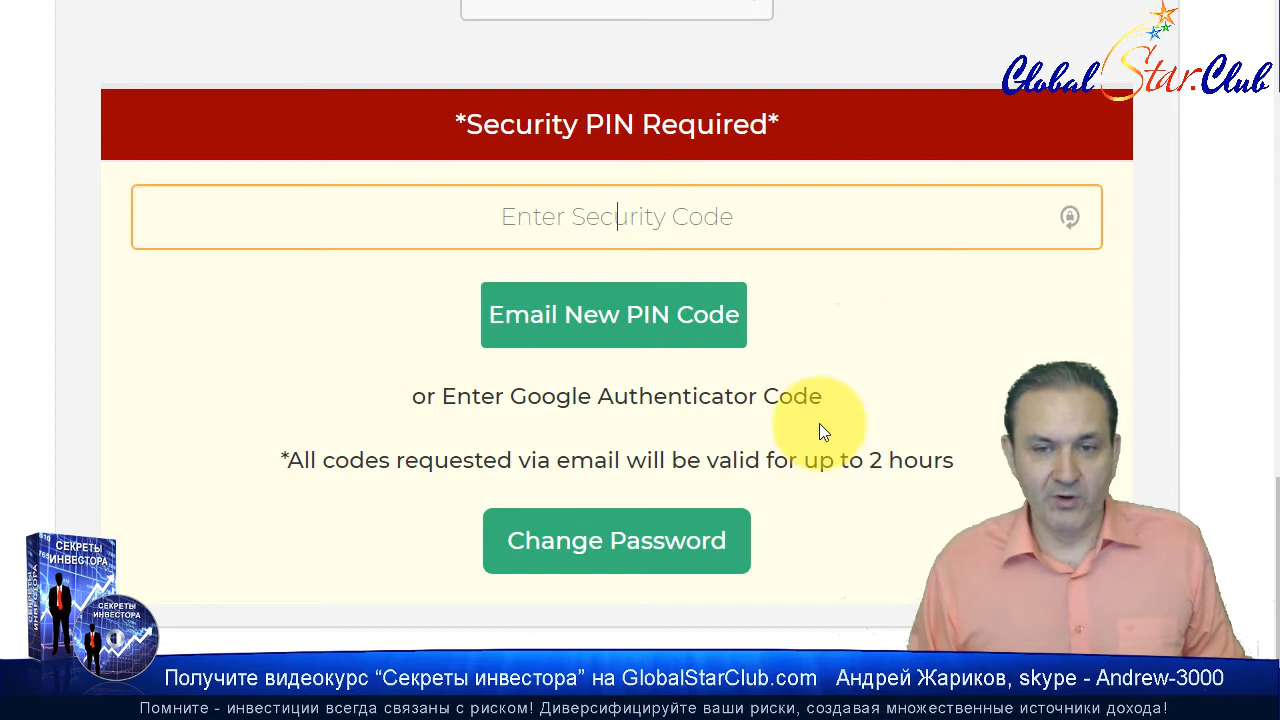 Global Star.Club
*Security PIN Required*
Enter Security Code
Email New PIN Code
or Enter Google Authenticator Code
*All codes requested via email will be valid for up to 2 hours
Change Password
СЕКРЕТЫ
ИНВЕСТОРА
СЕКРЕТЫ
ИНВЕСТОРА
Получите видеокурс “Секреты инвестора” на GlobalStarClub.com Андрей Жариков, skype - Andrew-3000
Помните - инвестиции всегда связаны с риском! Диверсифицируйте ваши риски, создавая множественные источники дохода!